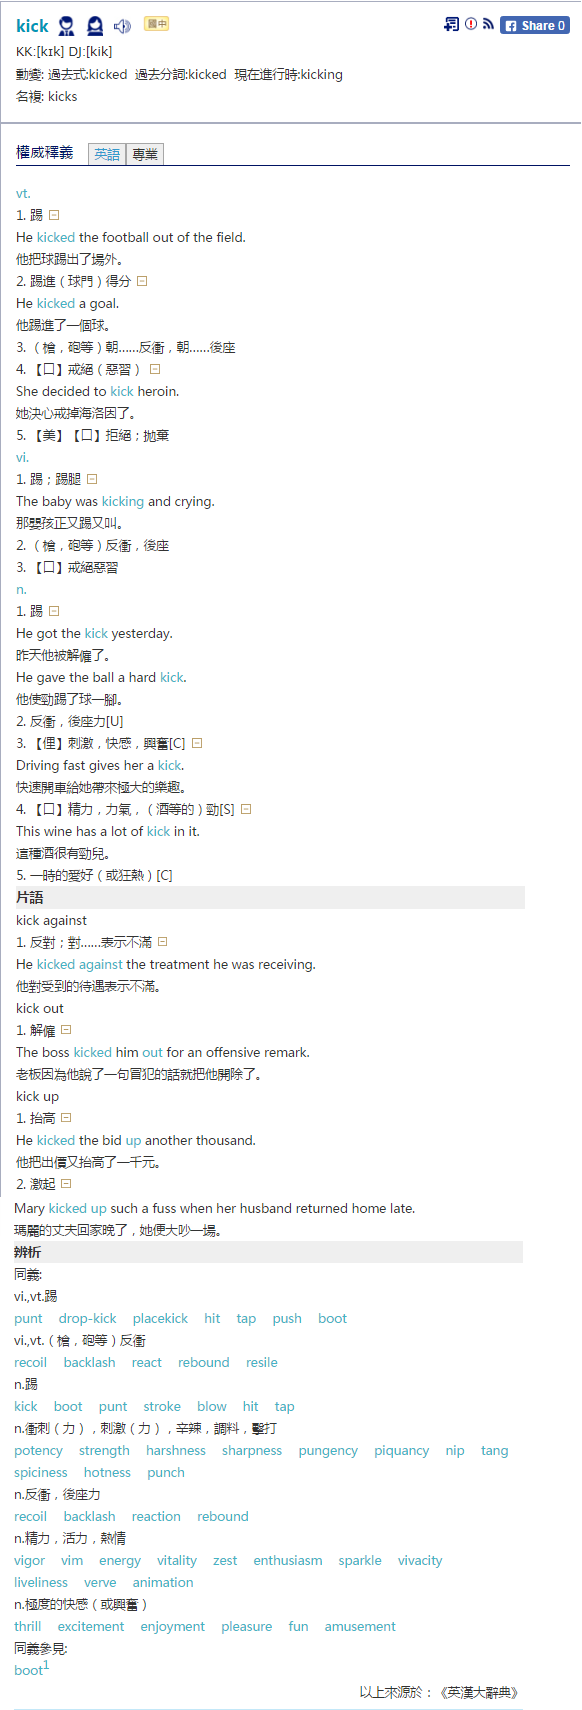 kick 國中 Share 0
KK:[kɪk] DJ:[kik]
動變: 過去式:kicked 過去分詞:kicked 現在進行時:kicking
名複: kicks
權威釋義 英語 專業
vt.
1. 踢
He kicked the football out of the field.
他把球踢出了場外。
2. 踢進（球門）得分
He kicked a goal.
他踢進了一個球。
3. （槍，砲等）朝……反衝，朝……後座
4. 【口】戒絕（惡習）
She decided to kick heroin.
她決心戒掉海洛因了。
5. 【美】【口】拒絕；拋棄
vi.
1. 踢；踢腿
The baby was kicking and crying.
那嬰孩正又踢又叫。
2. （槍，砲等）反衝，後座
3. 【口】戒絕惡習
n.
1. 踢
He got the kick yesterday.
昨天他被解僱了。
He gave the ball a hard kick.
他使勁踢了球一腳。
2. 反衝，後座力[U]
3. 【俚】刺激，快感，興奮[C]
Driving fast gives her a kick.
快速開車給她帶來極大的樂趣。
4. 【口】精力，力氣，（酒等的）勁[S]
This wine has a lot of kick in it.
這種酒很有勁兒。
5. 一時的愛好（或狂熱）[C]
片語
kick against
1. 反對；對……表示不滿
He kicked against the treatment he was receiving.
他對受到的待遇表示不滿。
kick out
1. 解僱
The boss kicked him out for an offensive remark.
老板因為他說了一句冒犯的話就把他開除了。
kick up
1. 抬高
He kicked the bid up another thousand.
他把出價又抬高了一千元。
2. 激起
Mary kicked up such a fuss when her husband returned home late.
瑪麗的丈夫回家晚了，她便大吵一場。
辨析
同義:
vi.,vt.踢
punt drop-kick placekick hit tap push boot
vi.,vt.（槍，砲等）反衝
recoil backlash react rebound resile
n.踢
kick boot punt stroke blow hit tap
n.衝刺（力），刺激（力），辛辣，調料，擊打
potency strength harshness sharpness pungency piquancy nip tang
spiciness hotness punch
n.反衝，後座力
recoil backlash reaction rebound
n.精力，活力，熱情
vigor vim energy vitality zest enthusiasm sparkle vivacity
liveliness verve animation
n.極度的快感（或興奮）
thrill excitement enjoyment pleasure fun amusement
同義參見:
boot1
以上來源於：《英漢大辭典》